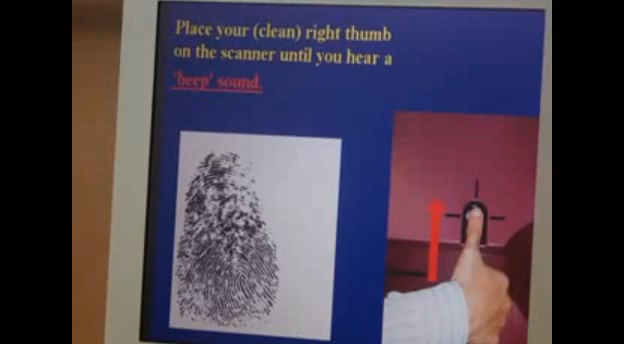 Place your (clean) right thumb
on the scanner until you hear a
'beep' sound.